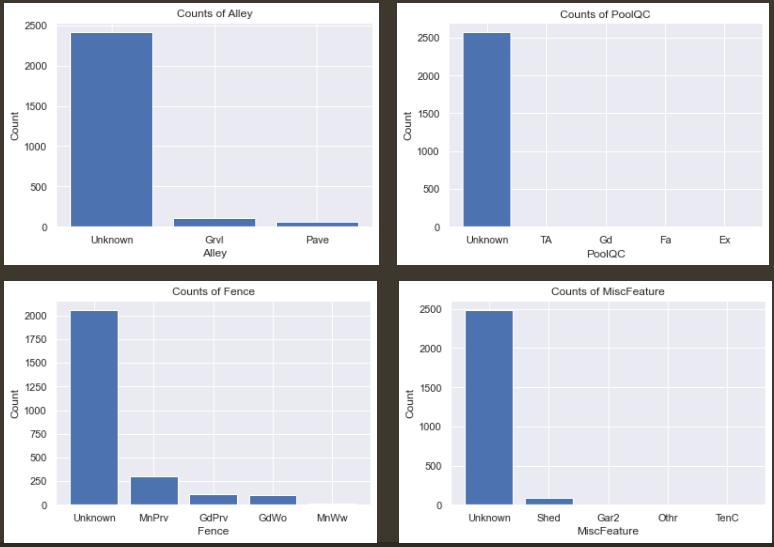 Counts of Alley
2500
2000
1500
1000
500
0
Count
Unknown Grvl Pave
Alley
Counts of PoolQC
2500
2000
1500
1000
500
0
Count
Unknown TA Gd Fa Ex
PoolQC
Counts of Fence
2000
1750
1500
1250
1000
750
500
250
0
Count
Unknown MnPrv GdPrv GdWo MnWw
Fence
Counts of MiscFeature
2500
2000
1500
1000
500
0
Count
Unknown Shed Gar2 Othr TenC
MiscFeature